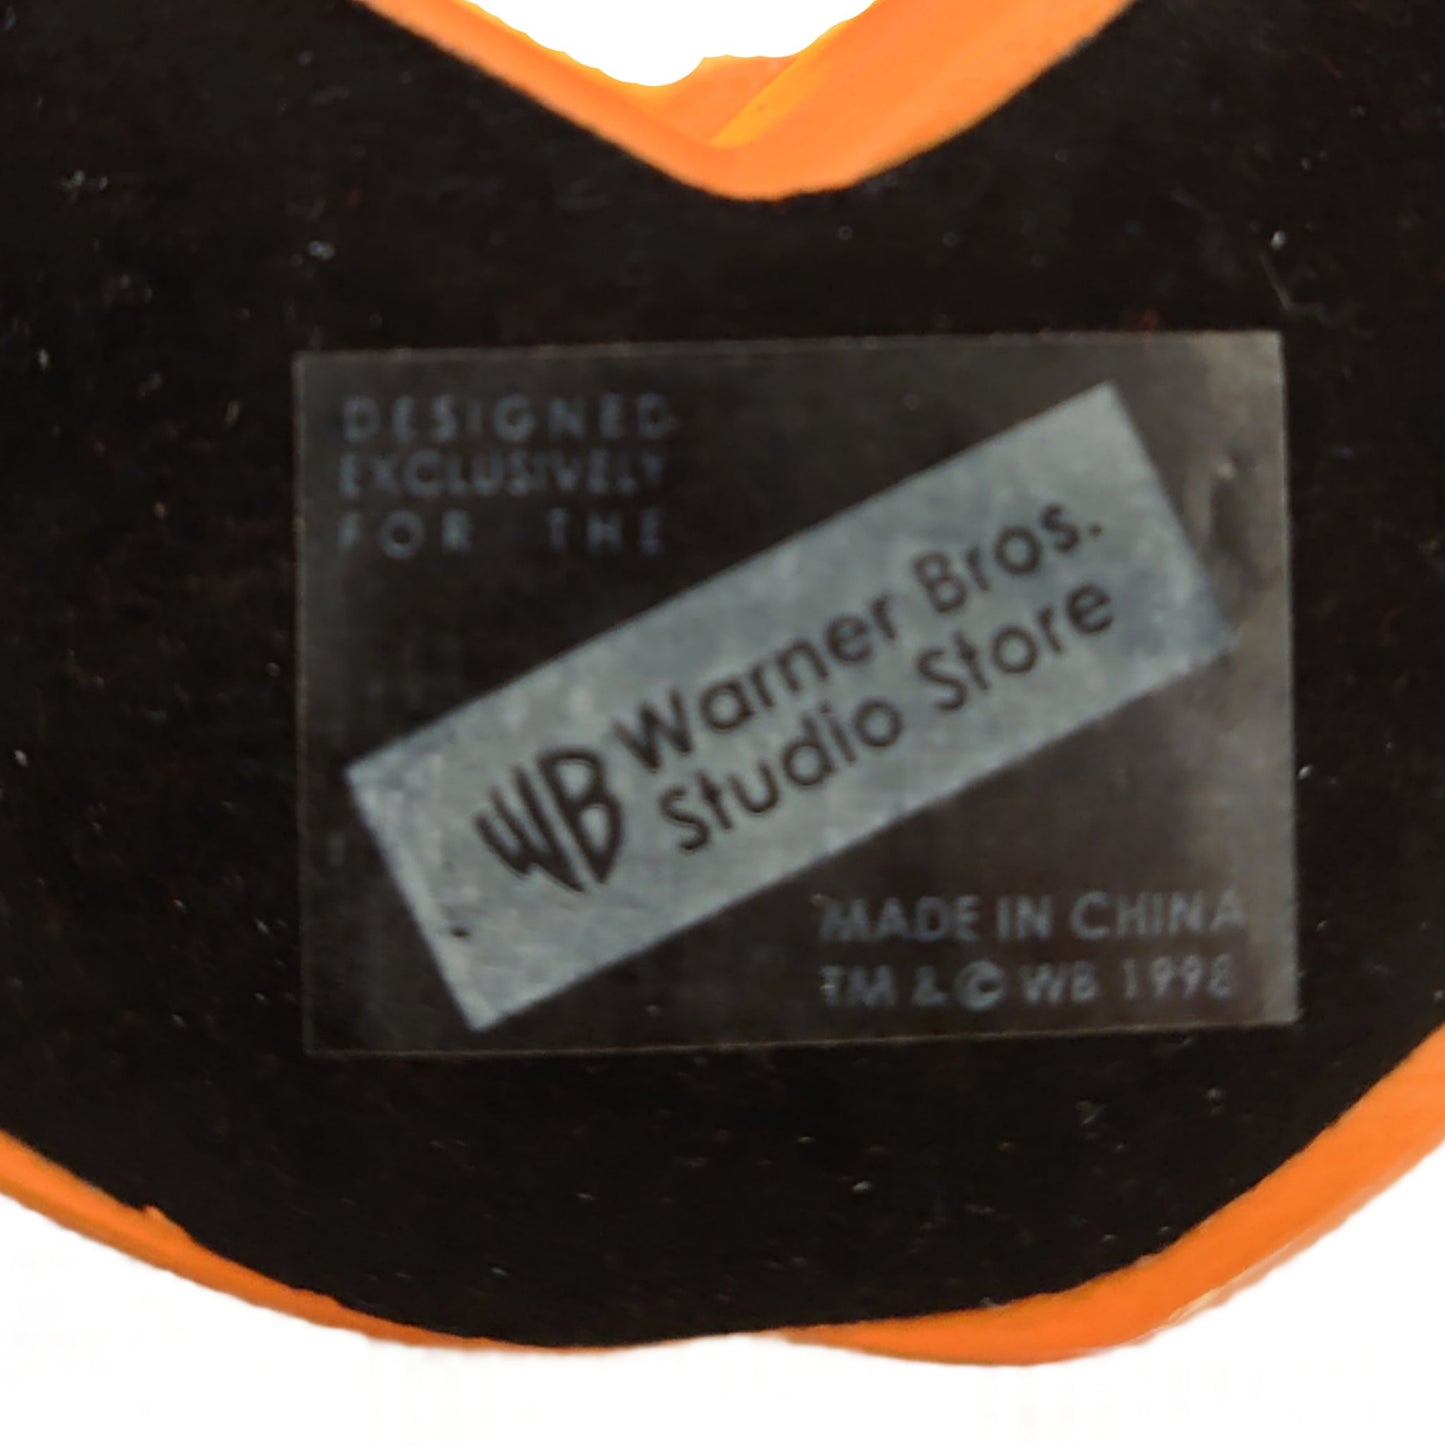 DESIGNED
EXCLUSIVELY
FOR THE
WB Warner Bros.
Studio Store
MADE IN CHINA
TM & © WB 1998